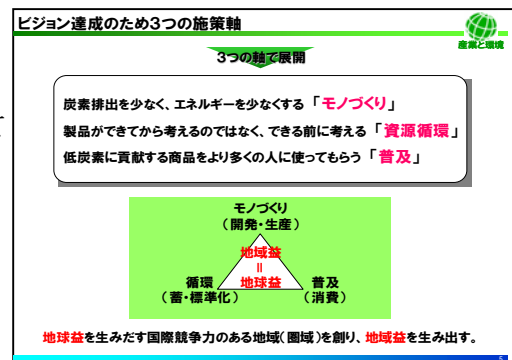 ビジョン達成のため3つの施策軸
産業と環境
3つの軸で展開
炭素排出を少なく、エネルギーを少なくする「モノづくり」
製品ができてから考えるのではなく、できる前に考える「資源循環」
低炭素に貢献する商品をより多くの人に使ってもらう「普及」
モノづくり
(開発・生産)
地域益
=
地球益
循環
(蓄・標準化)
普及
(消費)
地球益を生みだす国際競争力のある地域(圏域)を創り、地域益を生み出す。
5